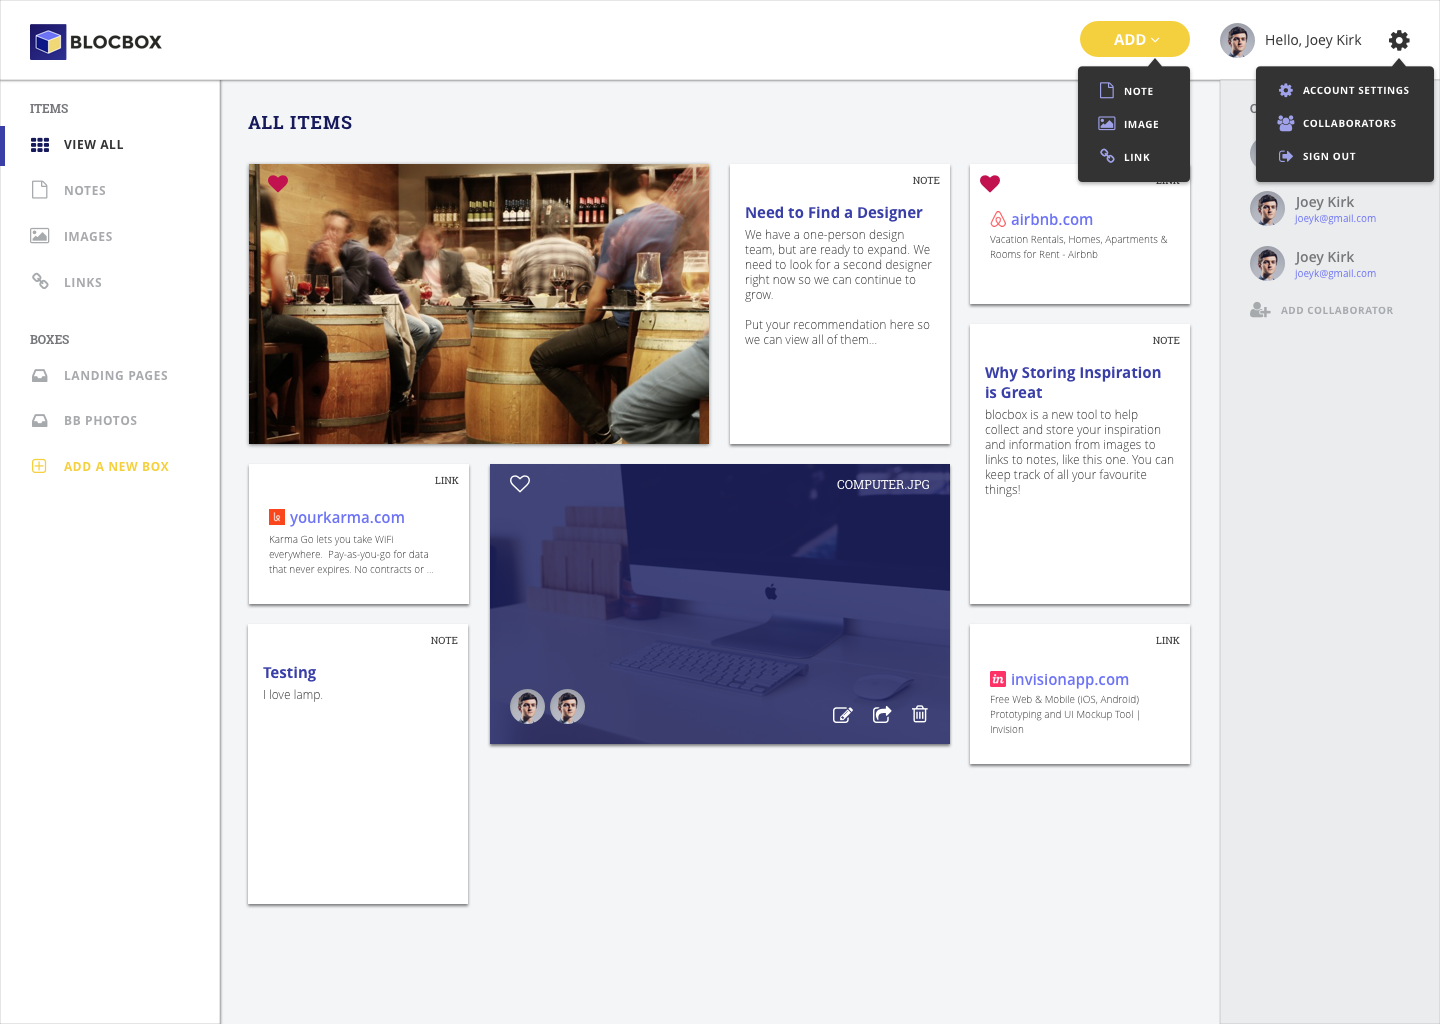 BLOCBOX
ADD
Hello, Joey Kirk
NOTE
IMAGE
LINK
ACCOUNT SETTINGS
COLLABORATORS
SIGN OUT
ITEMS
VIEW ALL
NOTES
IMAGES
LINKS
BOXES
LANDING PAGES
BB PHOTOS
ADD A NEW BOX
ALL ITEMS
NOTE
Need to Find a Designer
We have a one-person design
team, but are ready to expand. We
need to look for a second designer
right now so we can continue to
grow.
Put your recommendation here so
we can view all of them...
LINK
airbnb.com
Vacation Rentals, Homes, Apartments &
Rooms for Rent - Airbnb
NOTE
Why Storing Inspiration
is Great
blocbox is a new tool to help
collect and store your inspiration
and information from images to
links to notes, like this one. You can
keep track of all your favourite
things!
LINK
yourkarma.com
Karma Go lets you take WiFi
everywhere.  Pay-as-you-go for data
that never expires. No contracts or ...
COMPUTER.JPG
NOTE
Testing
I love lamp.
LINK
in invisionapp.com
Free Web & Mobile (iOS, Android)
Prototyping and UI Mockup Tool |
Invision
Joey Kirk
joeyk@gmail.com
Joey Kirk
joeyk@gmail.com
ADD COLLABORATOR